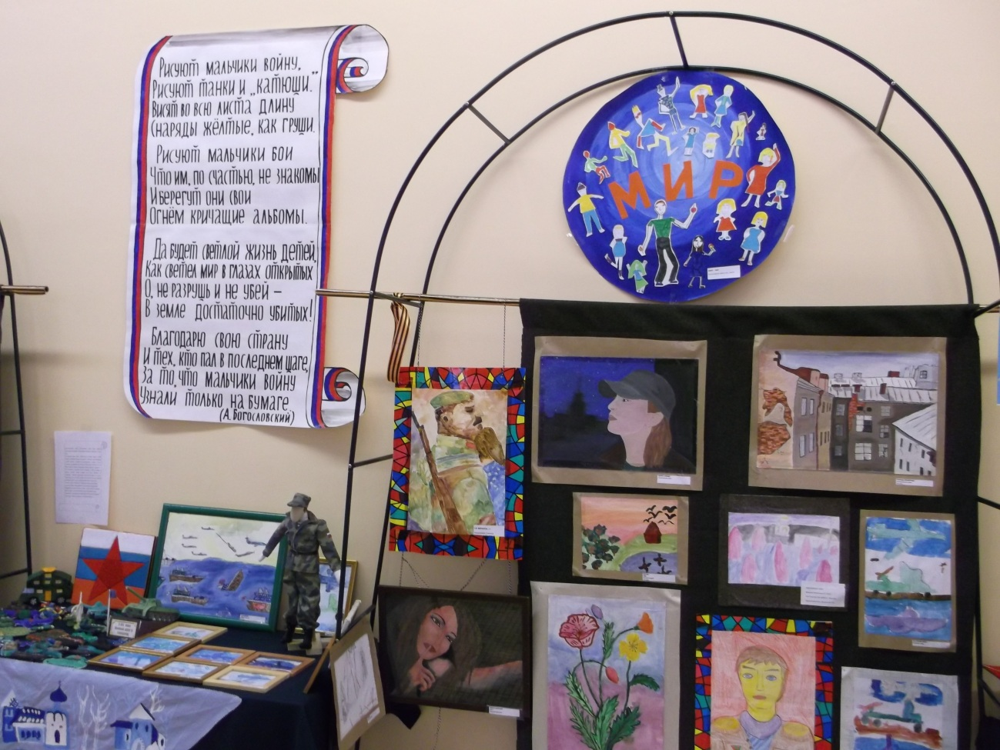 Рисуют мальчики войну,
Рисуют танки и „катюши.”
Висят во всю листа длину
Снаряды жёлтые, как груши.
Рисуют мальчики бои
Что им, по счастью, не знакомы
И берегут они свои
Огнём кричащие альбомы.
Да будет светлой жизнь детей,
Как светел мир в глазах открытых
О, не разрушь и не убей –
В земле достаточно убитых!
Благодарю свою страну
И тех, кто пал в последнем шаге,
За то, что мальчики войну
Узнали только на бумаге.
(А. Богословский)
МИР